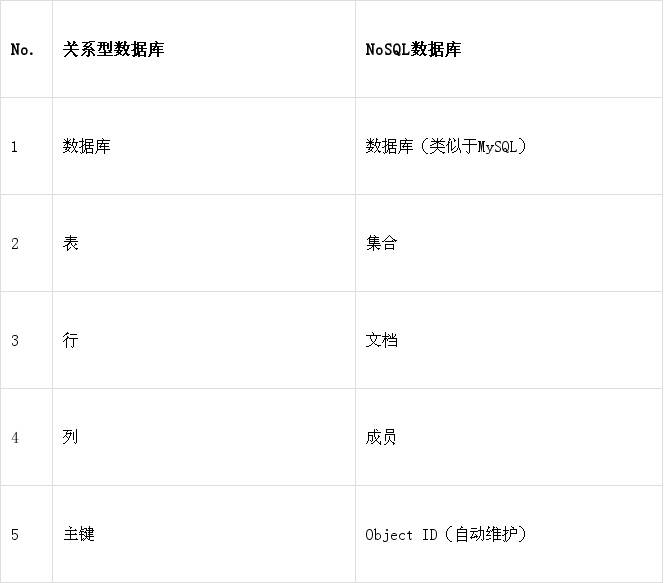 No. 关系型数据库 NoSQL数据库
1 数据库 数据库（类似于MySQL）
2 表 集合
3 行 文档
4 列 成员
5 主键 Object ID（自动维护）